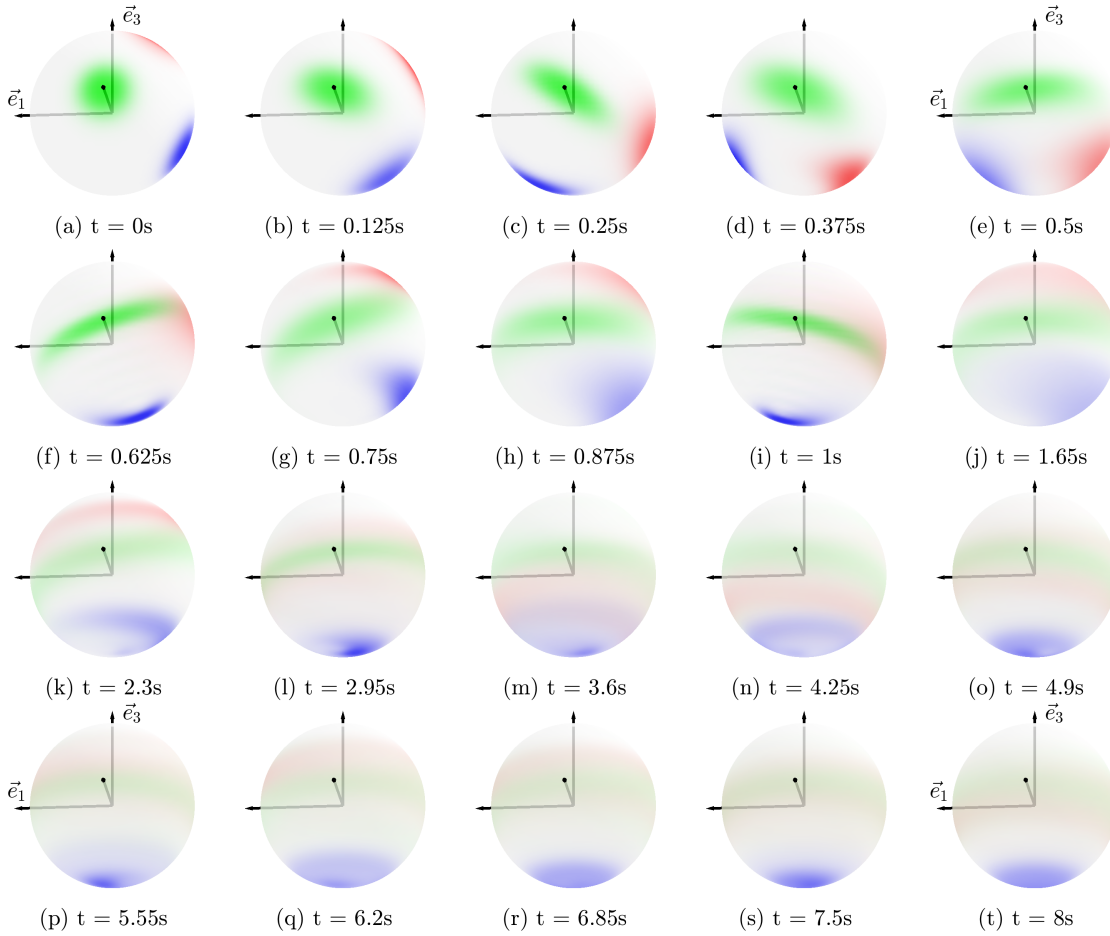 e⃗₃
e⃗₃
e⃗₁
e⃗₁
(a) t = 0s
(b) t = 0.125s
(c) t = 0.25s
(d) t = 0.375s
(e) t = 0.5s
(f) t = 0.625s
(g) t = 0.75s
(h) t = 0.875s
(i) t = 1s
(j) t = 1.65s
(k) t = 2.3s
(l) t = 2.95s
(m) t = 3.6s
(n) t = 4.25s
(o) t = 4.9s
e⃗₃
e⃗₃
e⃗₁
e⃗₁
(p) t = 5.55s
(q) t = 6.2s
(r) t = 6.85s
(s) t = 7.5s
(t) t = 8s